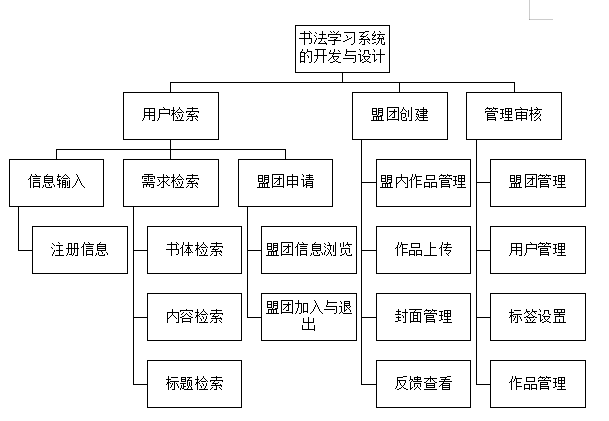 书法学习系统
的开发与设计
用户检索
盟团创建
管理审核
信息输入
需求检索
盟团申请
盟内作品管理
盟团管理
注册信息
书体检索
盟团信息浏览
作品上传
用户管理
内容检索
盟团加入与退
出
封面管理
标签设置
标题检索
反馈查看
作品管理